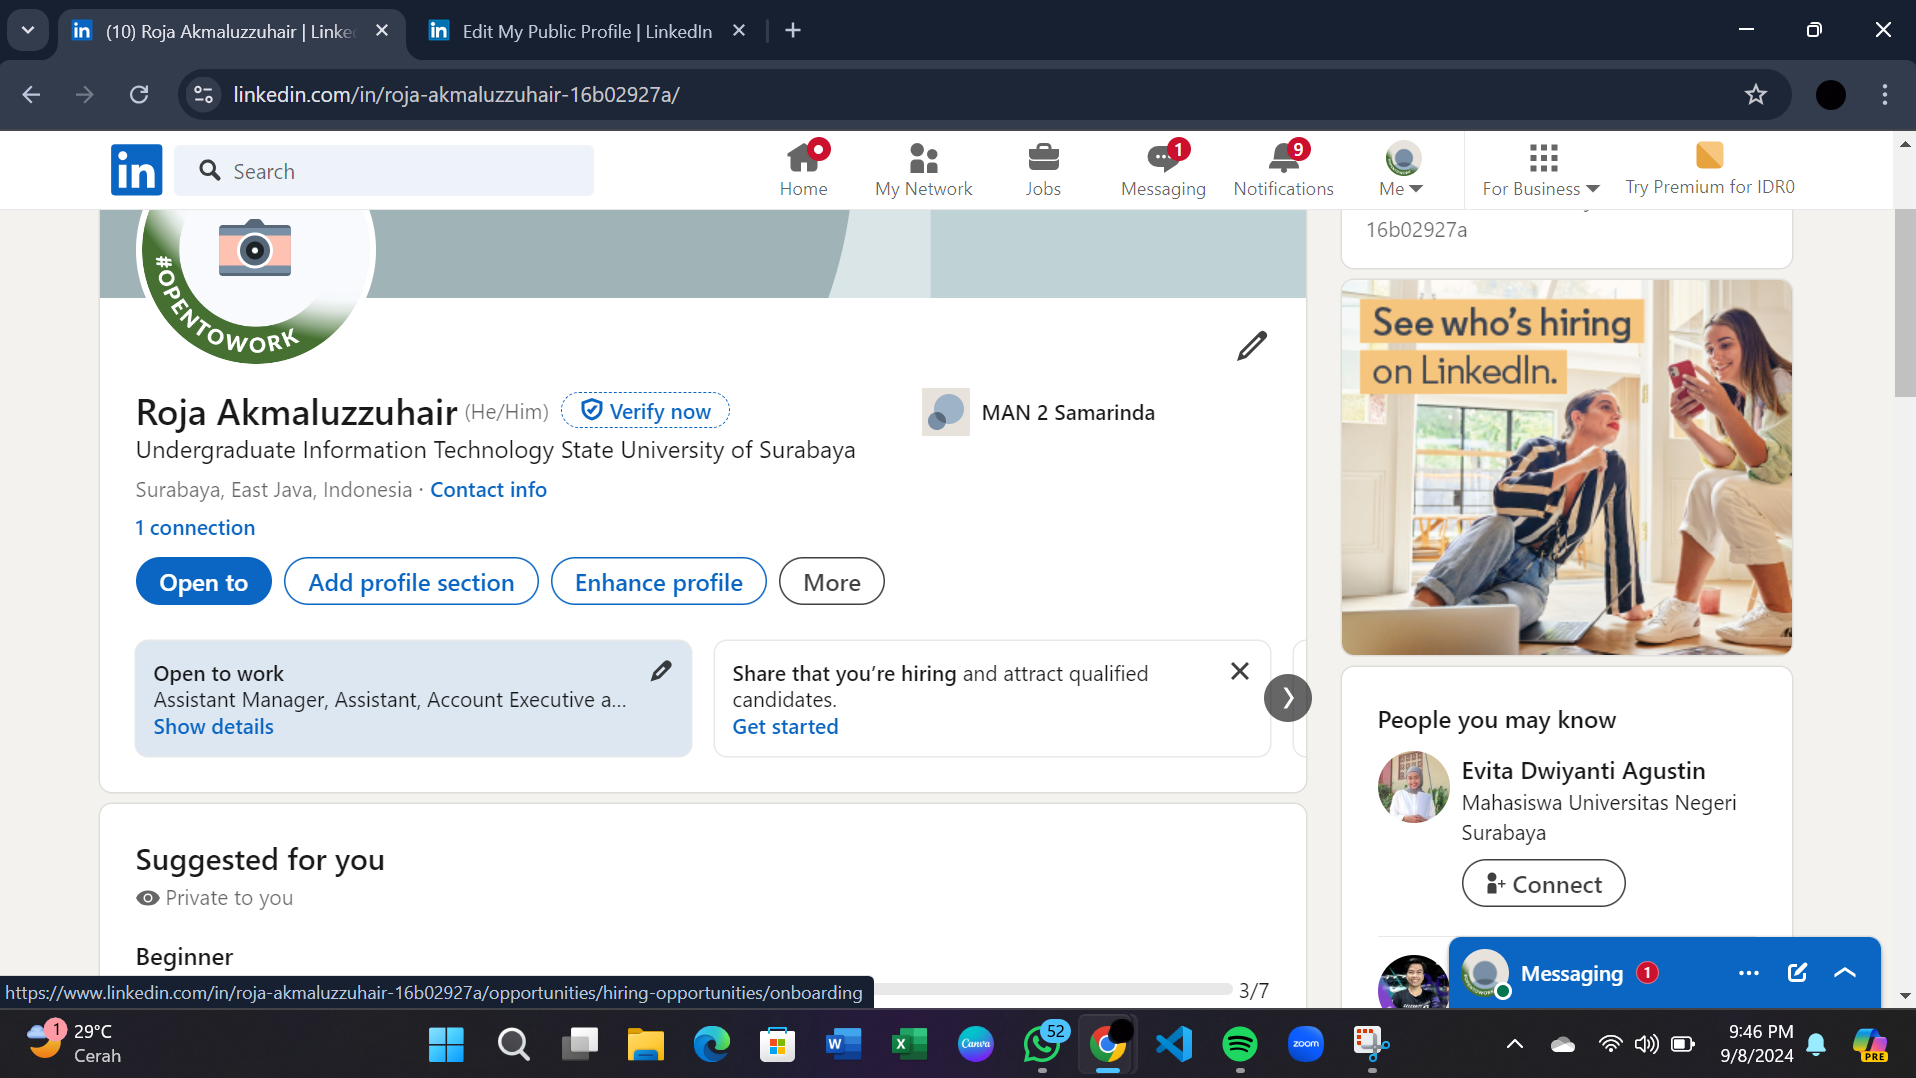 (10) Roja Akmaluzzuhair | Linke
Edit My Public Profile | LinkedIn
linkedin.com/in/roja-akmaluzzuhair-16b02927a/
in
Search
Home
My Network
Jobs
1
Messaging
9
Notifications
Me
For Business
Try Premium for IDR0
#OPENTOWORK
Roja Akmaluzzuhair (He/Him) Verify now
MAN 2 Samarinda
Undergraduate Information Technology State University of Surabaya
Surabaya, East Java, Indonesia · Contact info
1 connection
Open to
Add profile section
Enhance profile
More
Open to work
Assistant Manager, Assistant, Account Executive a...
Show details
Share that you’re hiring and attract qualified
candidates.
Get started
Suggested for you
Private to you
Beginner
3/7
https://www.linkedin.com/in/roja-akmaluzzuhair-16b02927a/opportunities/hiring-opportunities/onboarding
16b02927a
See who's hiring
on LinkedIn.
People you may know
Evita Dwiyanti Agustin
Mahasiswa Universitas Negeri
Surabaya
Connect
Messaging 1
1
29°C
Cerah
W
X
Canva
52
zoom
9:46 PM
9/8/2024
PRE